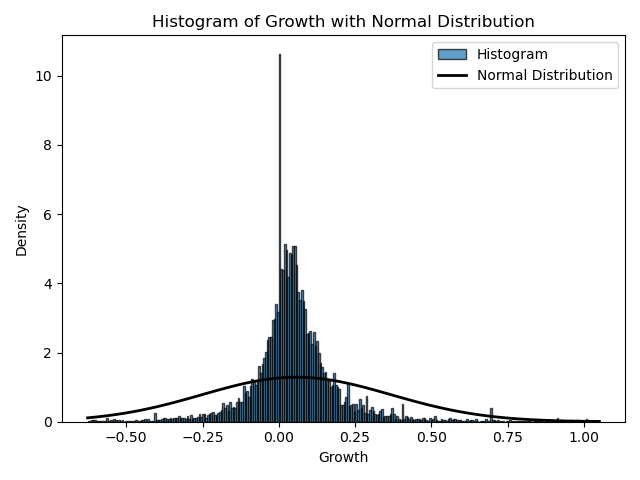 Histogram of Growth with Normal Distribution
Histogram
Normal Distribution
Density
10
8
6
4
2
0
−0.50
−0.25
0.00
0.25
0.50
0.75
1.00
Growth